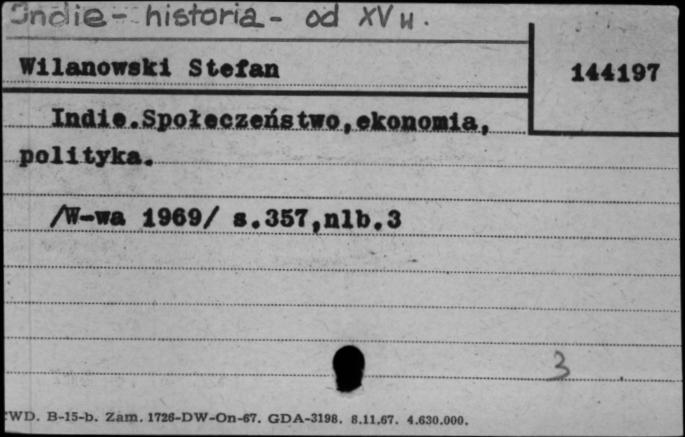 Indie - historia - od XV w.
Wilanowski Stefan
144197
Indie.Społeczeństwo,ekonomia,
polityka.
/W-wa 1969/ s.357,nlb.3
3
WD. B-15-b. Zam. 1726-DW-On-67. GDA-3198. 8.11.67. 4.630.000.